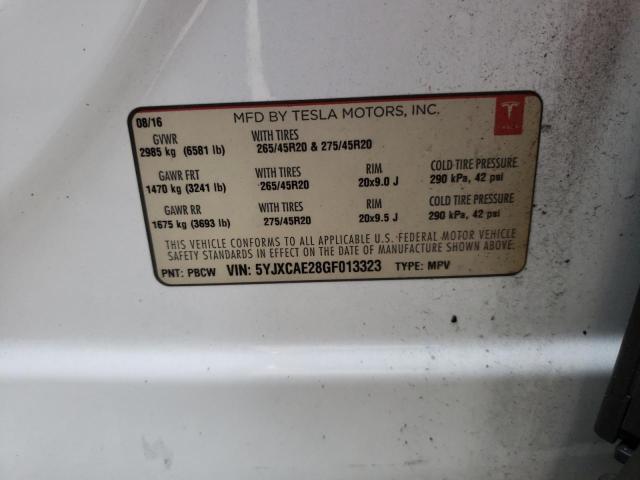 08/16 MFD BY TESLA MOTORS, INC.
GVWR WITH TIRES
2985 kg (6581 lb) 265/45R20 & 275/45R20
GAWR FRT WITH TIRES RIM COLD TIRE PRESSURE
1470 kg (3241 lb) 265/45R20 20x9.0 J 290 kPa, 42 psi
GAWR RR WITH TIRES RIM COLD TIRE PRESSURE
1675 kg (3693 lb) 275/45R20 20x9.5 J 290 kPa, 42 psi
THIS VEHICLE CONFORMS TO ALL APPLICABLE U.S. FEDERAL MOTOR VEHICLE
SAFETY STANDARDS IN EFFECT ON THE DATE OF MANUFACTURE SHOWN ABOVE.
PNT: PBCW VIN: 5YJXCAE28GF013323 TYPE: MPV